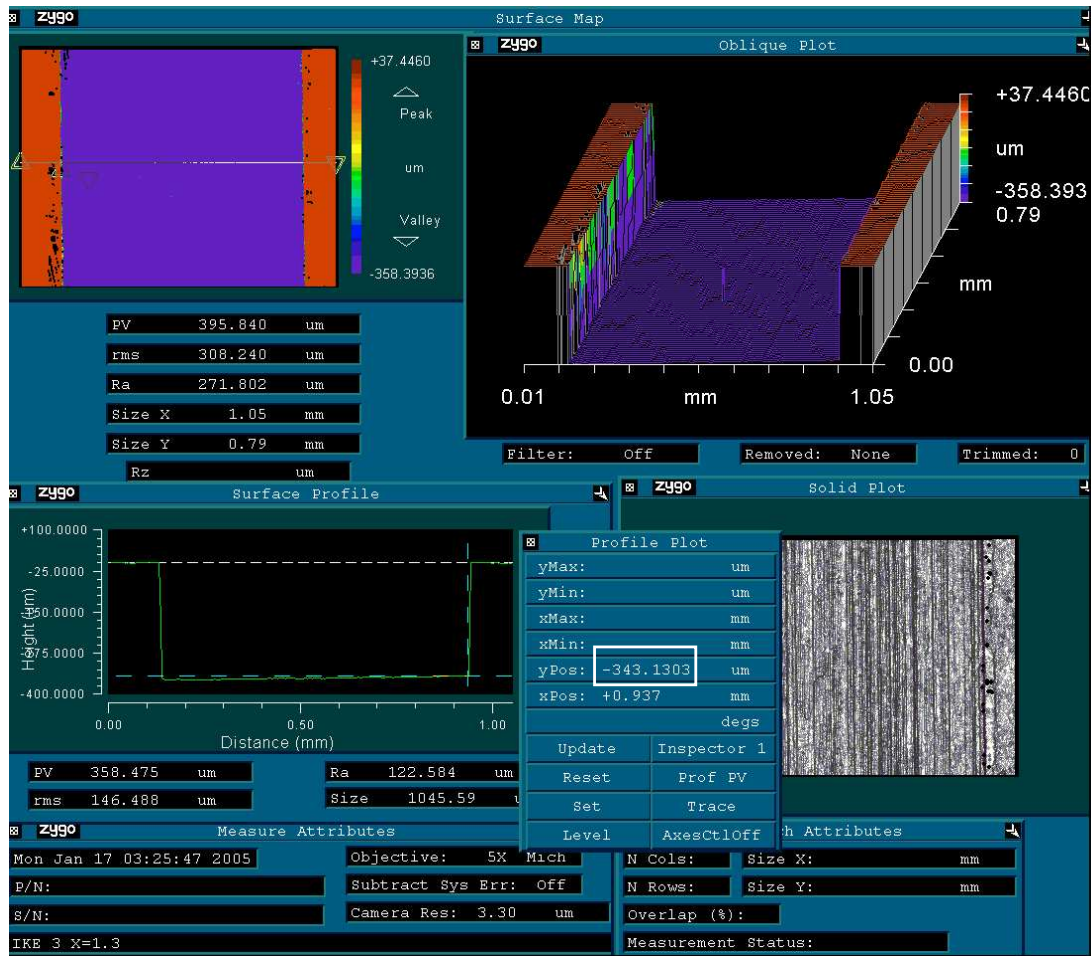 zygo Surface Map
+37.4460
Peak
um
Valley
-358.3936
zygo Oblique Plot
+37.4460
um
-358.393
0.79
mm
0.00
0.01 mm 1.05
PV 395.840 um
rms 308.240 um
Ra 271.802 um
Size X 1.05 mm
Size Y 0.79 mm
Rz um
Filter: Off Removed: None Trimmed: 0
zygo Surface Profile
+100.0000
-25.0000
50.0000
75.0000
-400.0000
Height (um)
0.00 0.50 1.00
Distance (mm)
PV 358.475 um Ra 122.584 um
rms 146.488 um Size 1045.59
zygo Solid Plot
Profile Plot
yMax: um
yMin: um
xMax: mm
xMin: mm
yPos: -343.1303 um
xPos: +0.937 mm
degs
Update Inspector 1
Reset Prof PV
Set Trace
Level AxesCtlOff
zygo Measure Attributes
Mon Jan 17 03:25:47 2005 Objective: 5X Mich
P/N: Subtract Sys Err: Off
S/N: Camera Res: 3.30 um
IKE 3 X=1.3
Attributes
N Cols: Size X: mm
N Rows: Size Y: mm
Overlap (%):
Measurement Status: